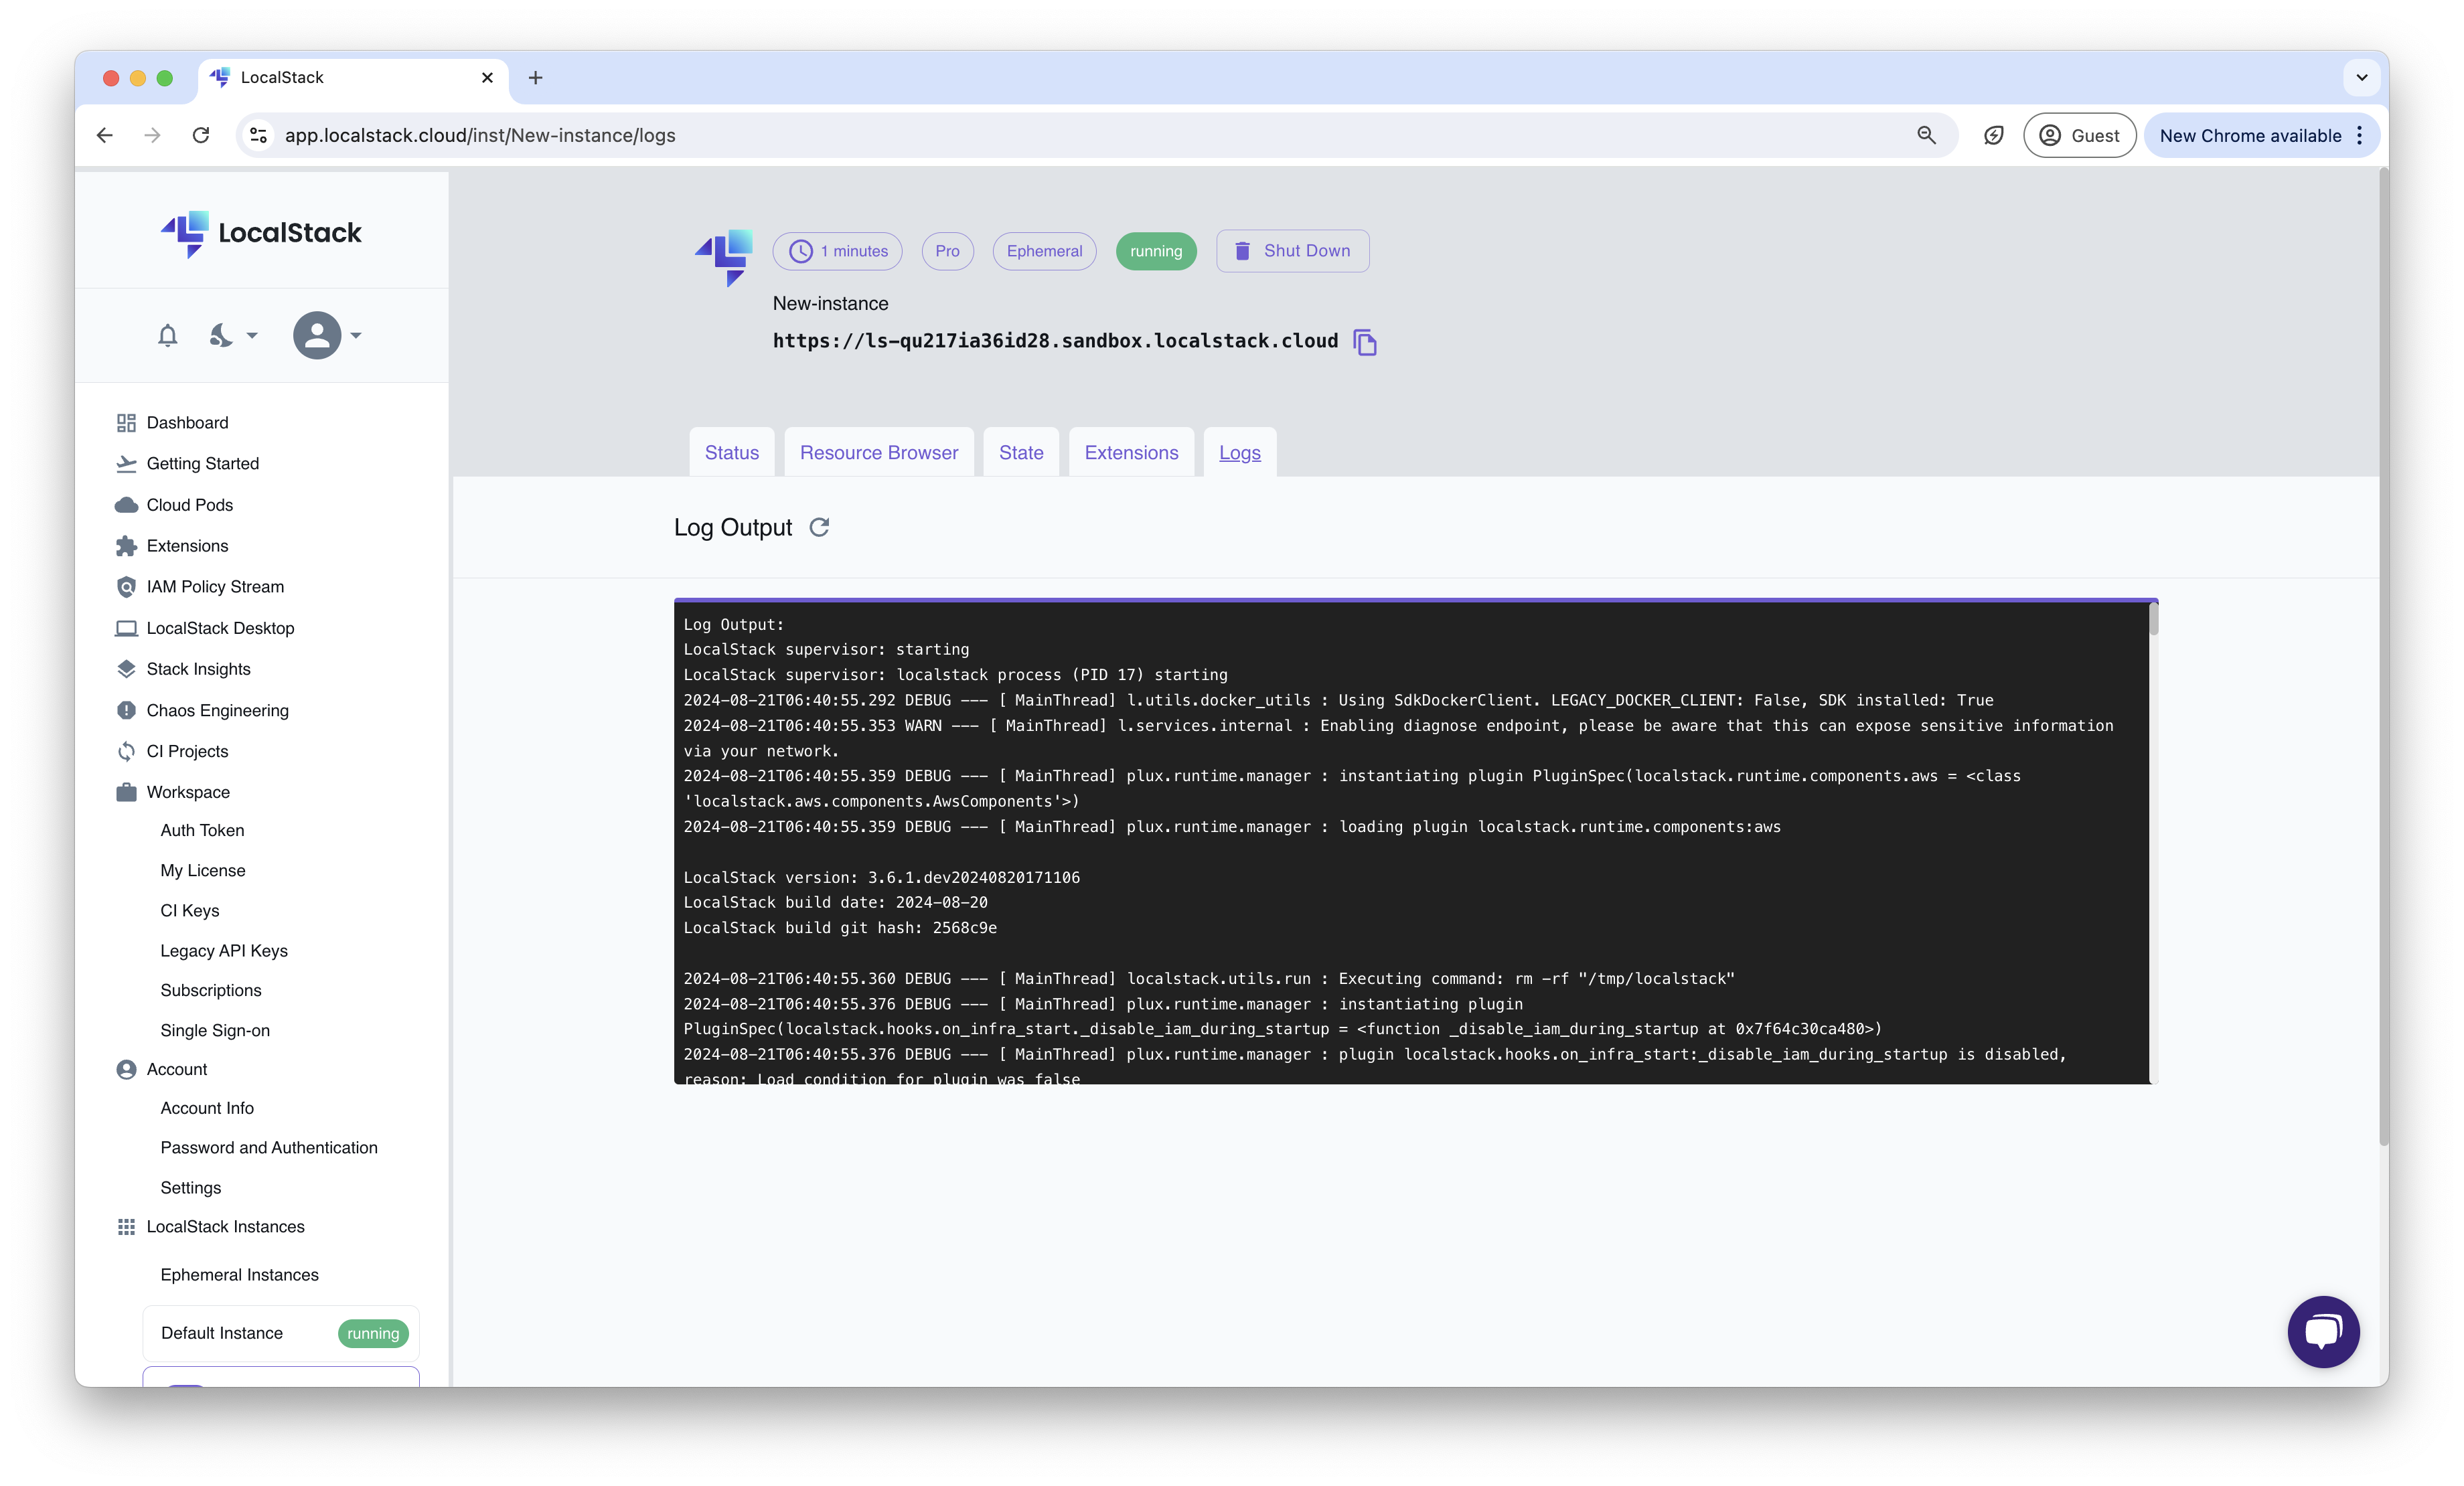 LocalStack
app.localstack.cloud/inst/New-instance/logs
Guest
New Chrome available
LocalStack
Dashboard
Getting Started
Cloud Pods
Extensions
IAM Policy Stream
LocalStack Desktop
Stack Insights
Chaos Engineering
CI Projects
Workspace
Auth Token
My License
CI Keys
Legacy API Keys
Subscriptions
Single Sign-on
Account
Account Info
Password and Authentication
Settings
LocalStack Instances
Ephemeral Instances
Default Instance running
1 minutes Pro Ephemeral running Shut Down
New-instance
https://ls-qu217ia36id28.sandbox.localstack.cloud
Status Resource Browser State Extensions Logs
Log Output
Log Output:
LocalStack supervisor: starting
LocalStack supervisor: localstack process (PID 17) starting
2024-08-21T06:40:55.292 DEBUG --- [ MainThread] l.utils.docker_utils : Using SdkDockerClient. LEGACY_DOCKER_CLIENT: False, SDK installed: True
2024-08-21T06:40:55.353 WARN --- [ MainThread] l.services.internal : Enabling diagnose endpoint, please be aware that this can expose sensitive information
via your network.
2024-08-21T06:40:55.359 DEBUG --- [ MainThread] plux.runtime.manager : instantiating plugin PluginSpec(localstack.runtime.components.aws = <class
'localstack.aws.components.AwsComponents'>)
2024-08-21T06:40:55.359 DEBUG --- [ MainThread] plux.runtime.manager : loading plugin localstack.runtime.components:aws
LocalStack version: 3.6.1.dev20240820171106
LocalStack build date: 2024-08-20
LocalStack build git hash: 2568c9e
2024-08-21T06:40:55.360 DEBUG --- [ MainThread] localstack.utils.run : Executing command: rm -rf "/tmp/localstack"
2024-08-21T06:40:55.376 DEBUG --- [ MainThread] plux.runtime.manager : instantiating plugin
PluginSpec(localstack.hooks.on_infra_start._disable_iam_during_startup = <function _disable_iam_during_startup at 0x7f64c30ca480>)
2024-08-21T06:40:55.376 DEBUG --- [ MainThread] plux.runtime.manager : plugin localstack.hooks.on_infra_start:_disable_iam_during_startup is disabled,
reason: Load condition for plugin was false